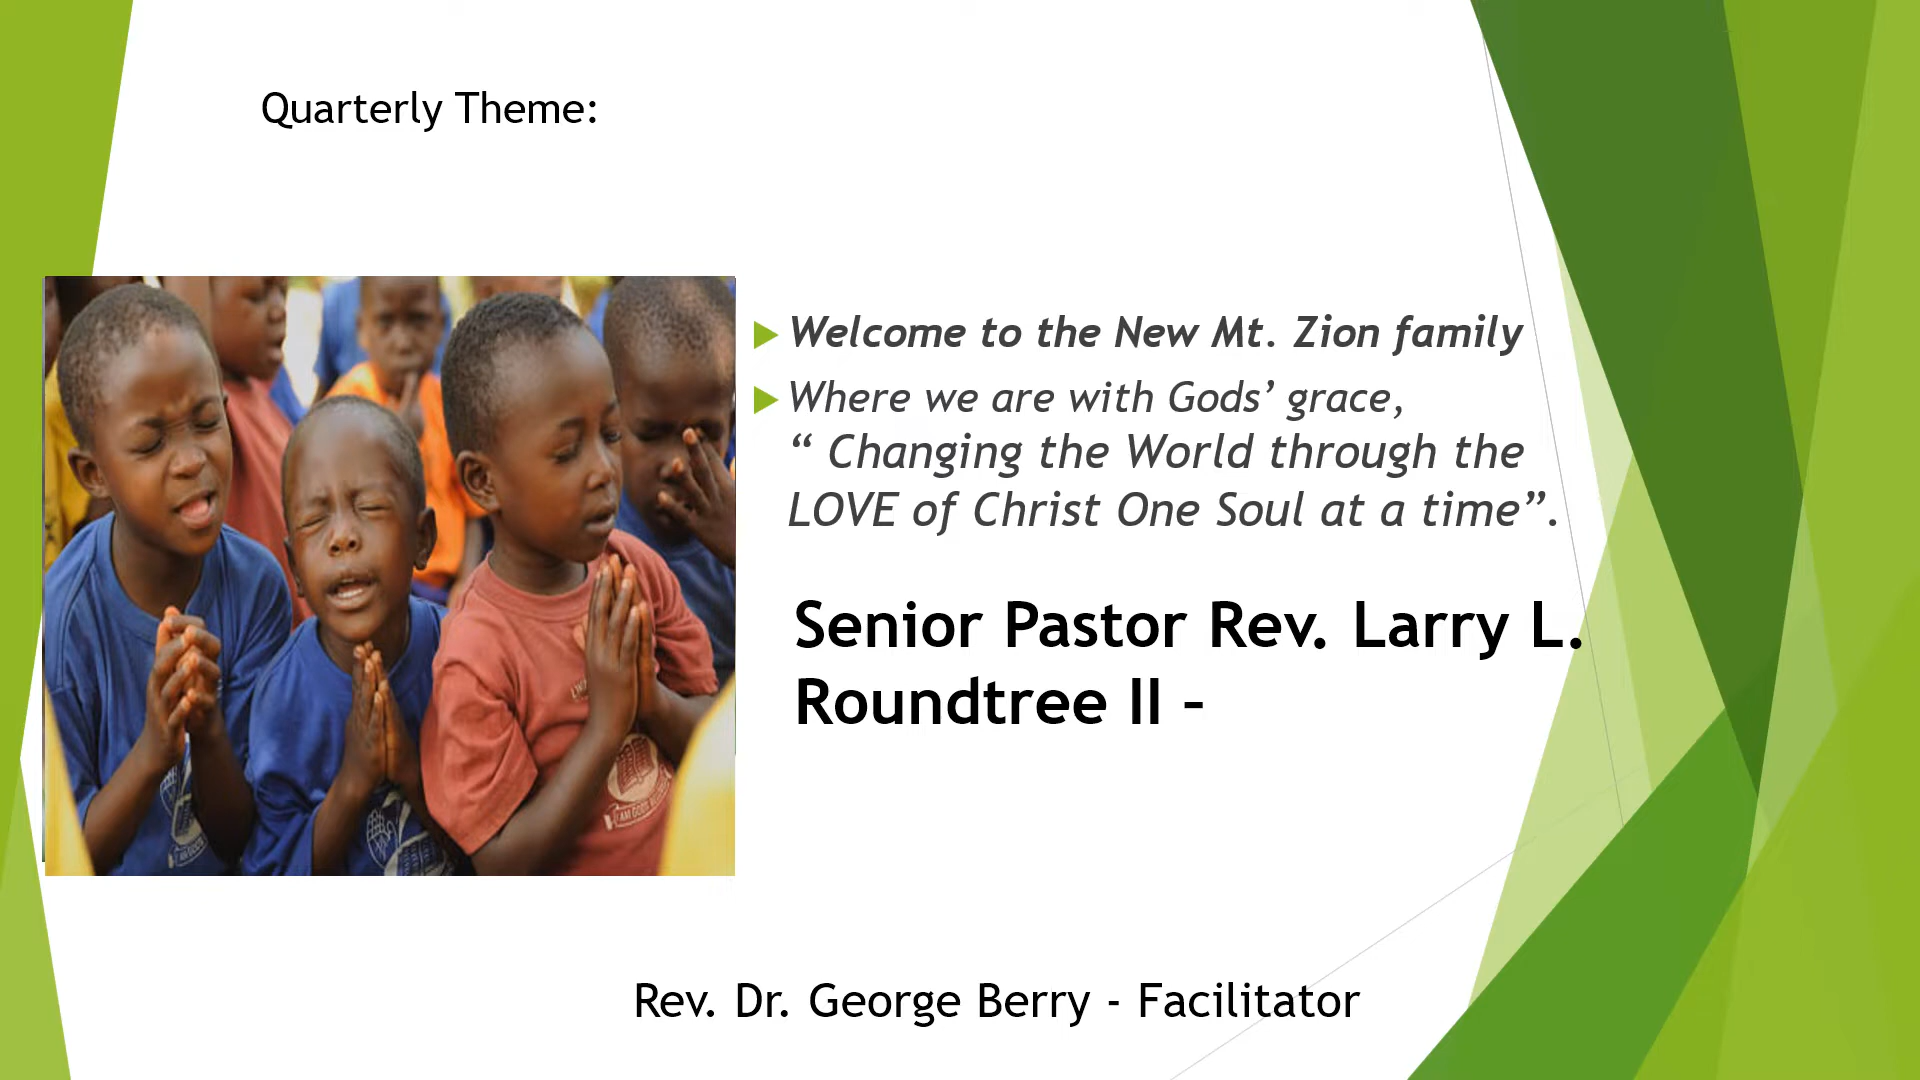 Quarterly Theme:
Welcome to the New Mt. Zion family
Where we are with Gods’ grace,
“ Changing the World through the
LOVE of Christ One Soul at a time”.
Senior Pastor Rev. Larry L.
Roundtree II –
Rev. Dr. George Berry - Facilitator